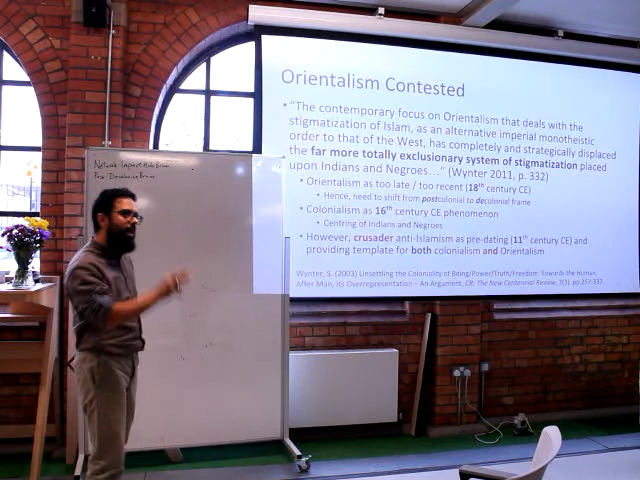 Orientalism Contested
• "The contemporary focus on Orientalism that deals with the
stigmatization of Islam, as an alternative imperial monotheistic
order to that of the West, has completely and strategically displaced
the far more totally exclusionary system of stigmatization placed
upon Indians and Negroes…" (Wynter 2011, p. 332)
• Orientalism as too late / too recent (18th century CE)
• Hence, need to shift from postcolonial to decolonial frame
• Colonialism as 16th century CE phenomenon
• Centring of Indians and Negroes
• However, crusader anti-Islamism as pre-dating (11th century CE) and
providing template for both colonialism and Orientalism
Wynter, S. (2003) Unsettling the Coloniality of Being/Power/Truth/Freedom: Towards the Human,
After Man, its Overrepresentation – An Argument, CR: The New Centennial Review, 3(3), pp.257-337.
Network:
Pass: